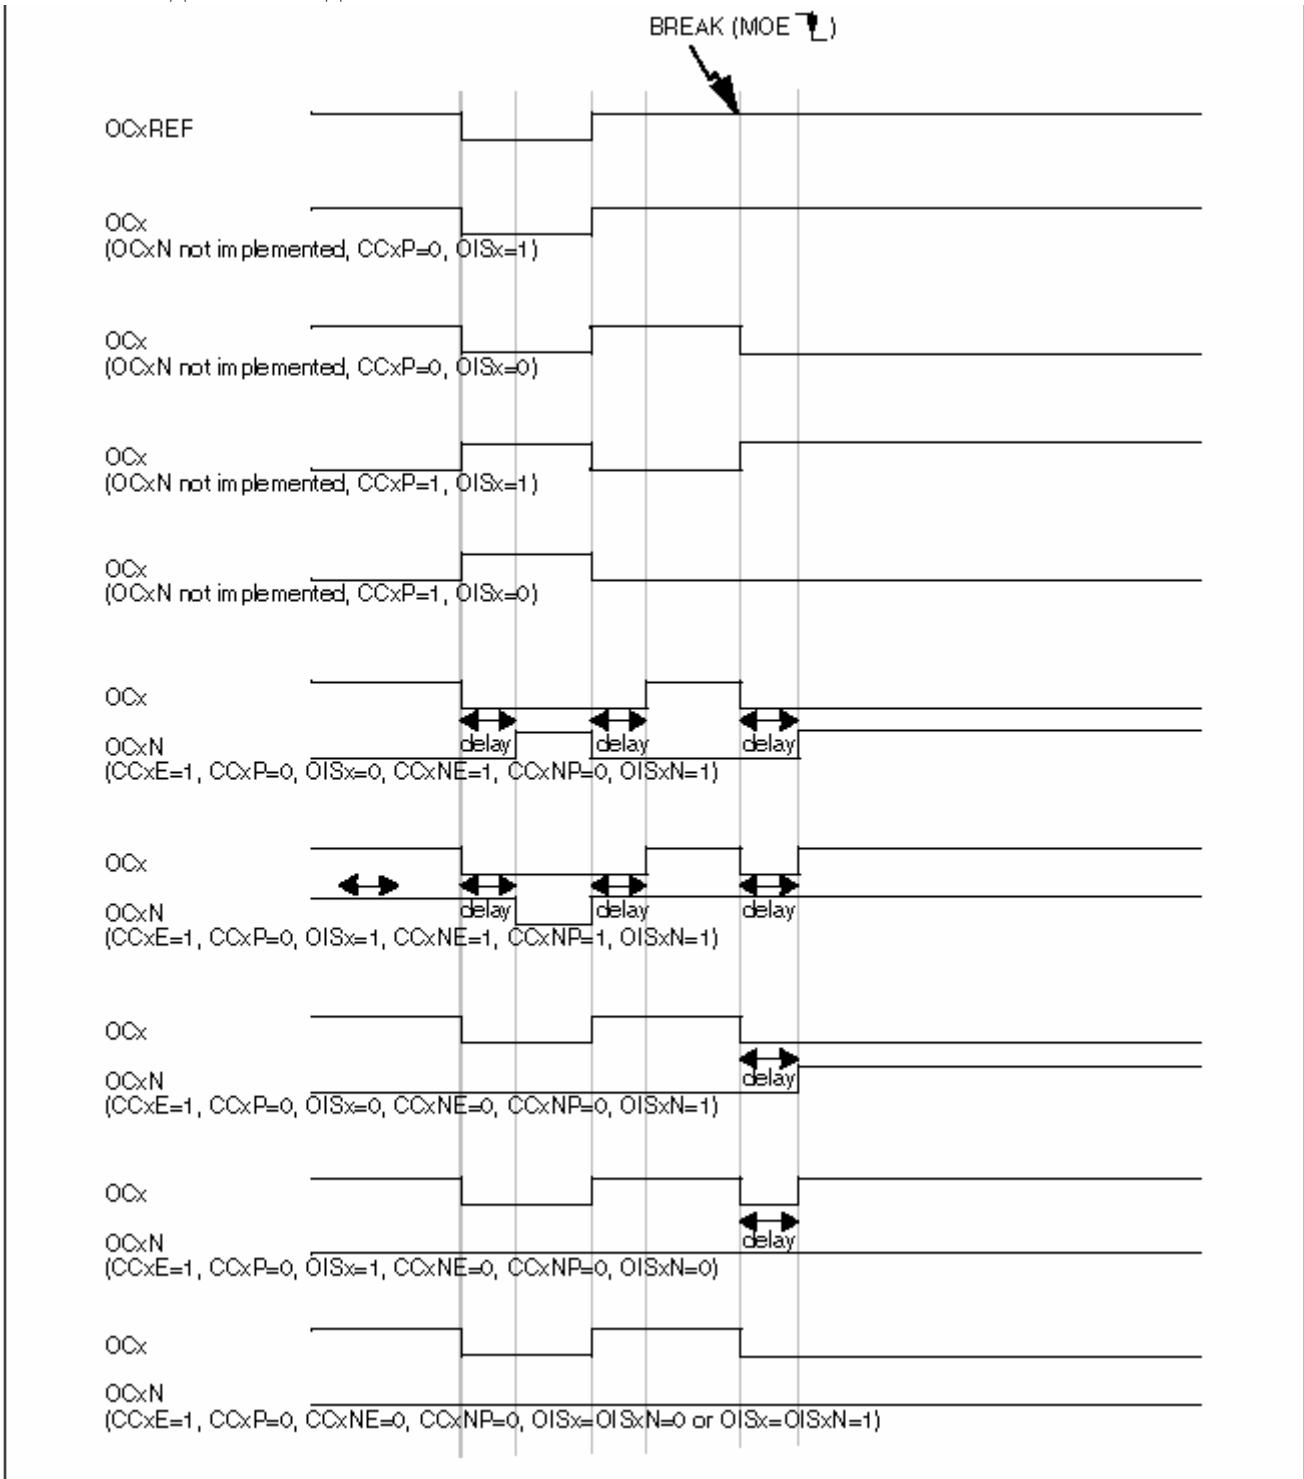 BREAK (MOE )
OCxREF
OCx
(OCxN not implemented, CCxP=0, OISx=1)
OCx
(OCxN not implemented, CCxP=0, OISx=0)
OCx
(OCxN not implemented, CCxP=1, OISx=1)
OCx
(OCxN not implemented, CCxP=1, OISx=0)
OCx
OCxN delay delay delay
(CCxE=1, CCxP=0, OISx=0, CCxNE=1, CCxNP=0, OISxN=1)
OCx
OCxN delay delay delay
(CCxE=1, CCxP=0, OISx=1, CCxNE=1, CCxNP=1, OISxN=1)
OCx
OCxN delay
(CCxE=1, CCxP=0, OISx=0, CCxNE=0, CCxNP=0, OISxN=1)
OCx
OCxN delay
(CCxE=1, CCxP=0, OISx=1, CCxNE=0, CCxNP=0, OISxN=0)
OCx
OCxN
(CCxE=1, CCxP=0, CCxNE=0, CCxNP=0, OISx=OISxN=0 or OISx=OISxN=1)